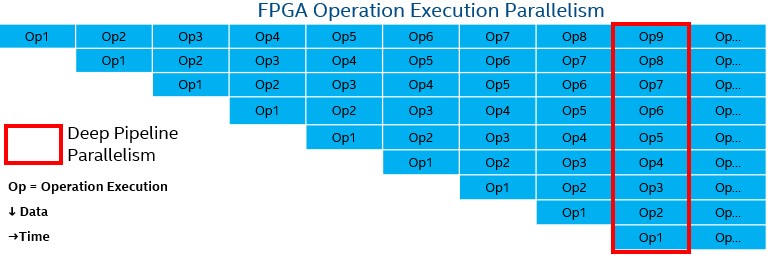 FPGA Operation Execution Parallelism
Op1 Op2 Op3 Op4 Op5 Op6 Op7 Op8 Op9 Op...
Op1 Op2 Op3 Op4 Op5 Op6 Op7 Op8 Op...
Op1 Op2 Op3 Op4 Op5 Op6 Op7 Op...
Op1 Op2 Op3 Op4 Op5 Op6 Op...
Op1 Op2 Op3 Op4 Op5 Op...
Op1 Op2 Op3 Op4 Op...
Op1 Op2 Op3 Op...
Op1 Op2 Op...
Op1 Op...
Deep Pipeline
Parallelism
Op = Operation Execution
↓ Data
→Time